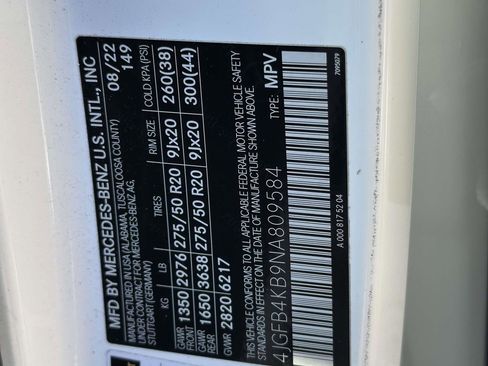 MFD BY MERCEDES-BENZ U.S. INTL., INC
MANUFACTURED IN USA (ALABAMA, TUSCALOOSA COUNTY) 08/22
UNDER CONTRACT FOR MERCEDES-BENZ AG, 149
STUTTGART (GERMANY)
KG LB TIRES RIM SIZE COLD KPA (PSI)
GAWR FRONT 1350 2976 275/50 R20 9Jx20 260(38)
GAWR REAR 1650 3638 275/50 R20 9Jx20 300(44)
GVWR 2820 6217
THIS VEHICLE CONFORMS TO ALL APPLICABLE FEDERAL MOTOR VEHICLE SAFETY
STANDARDS IN EFFECT ON THE DATE OF MANUFACTURE SHOWN ABOVE.
4JGFB4KB9NA809584 TYPE: MPV
A 000 817 52 04
7095079